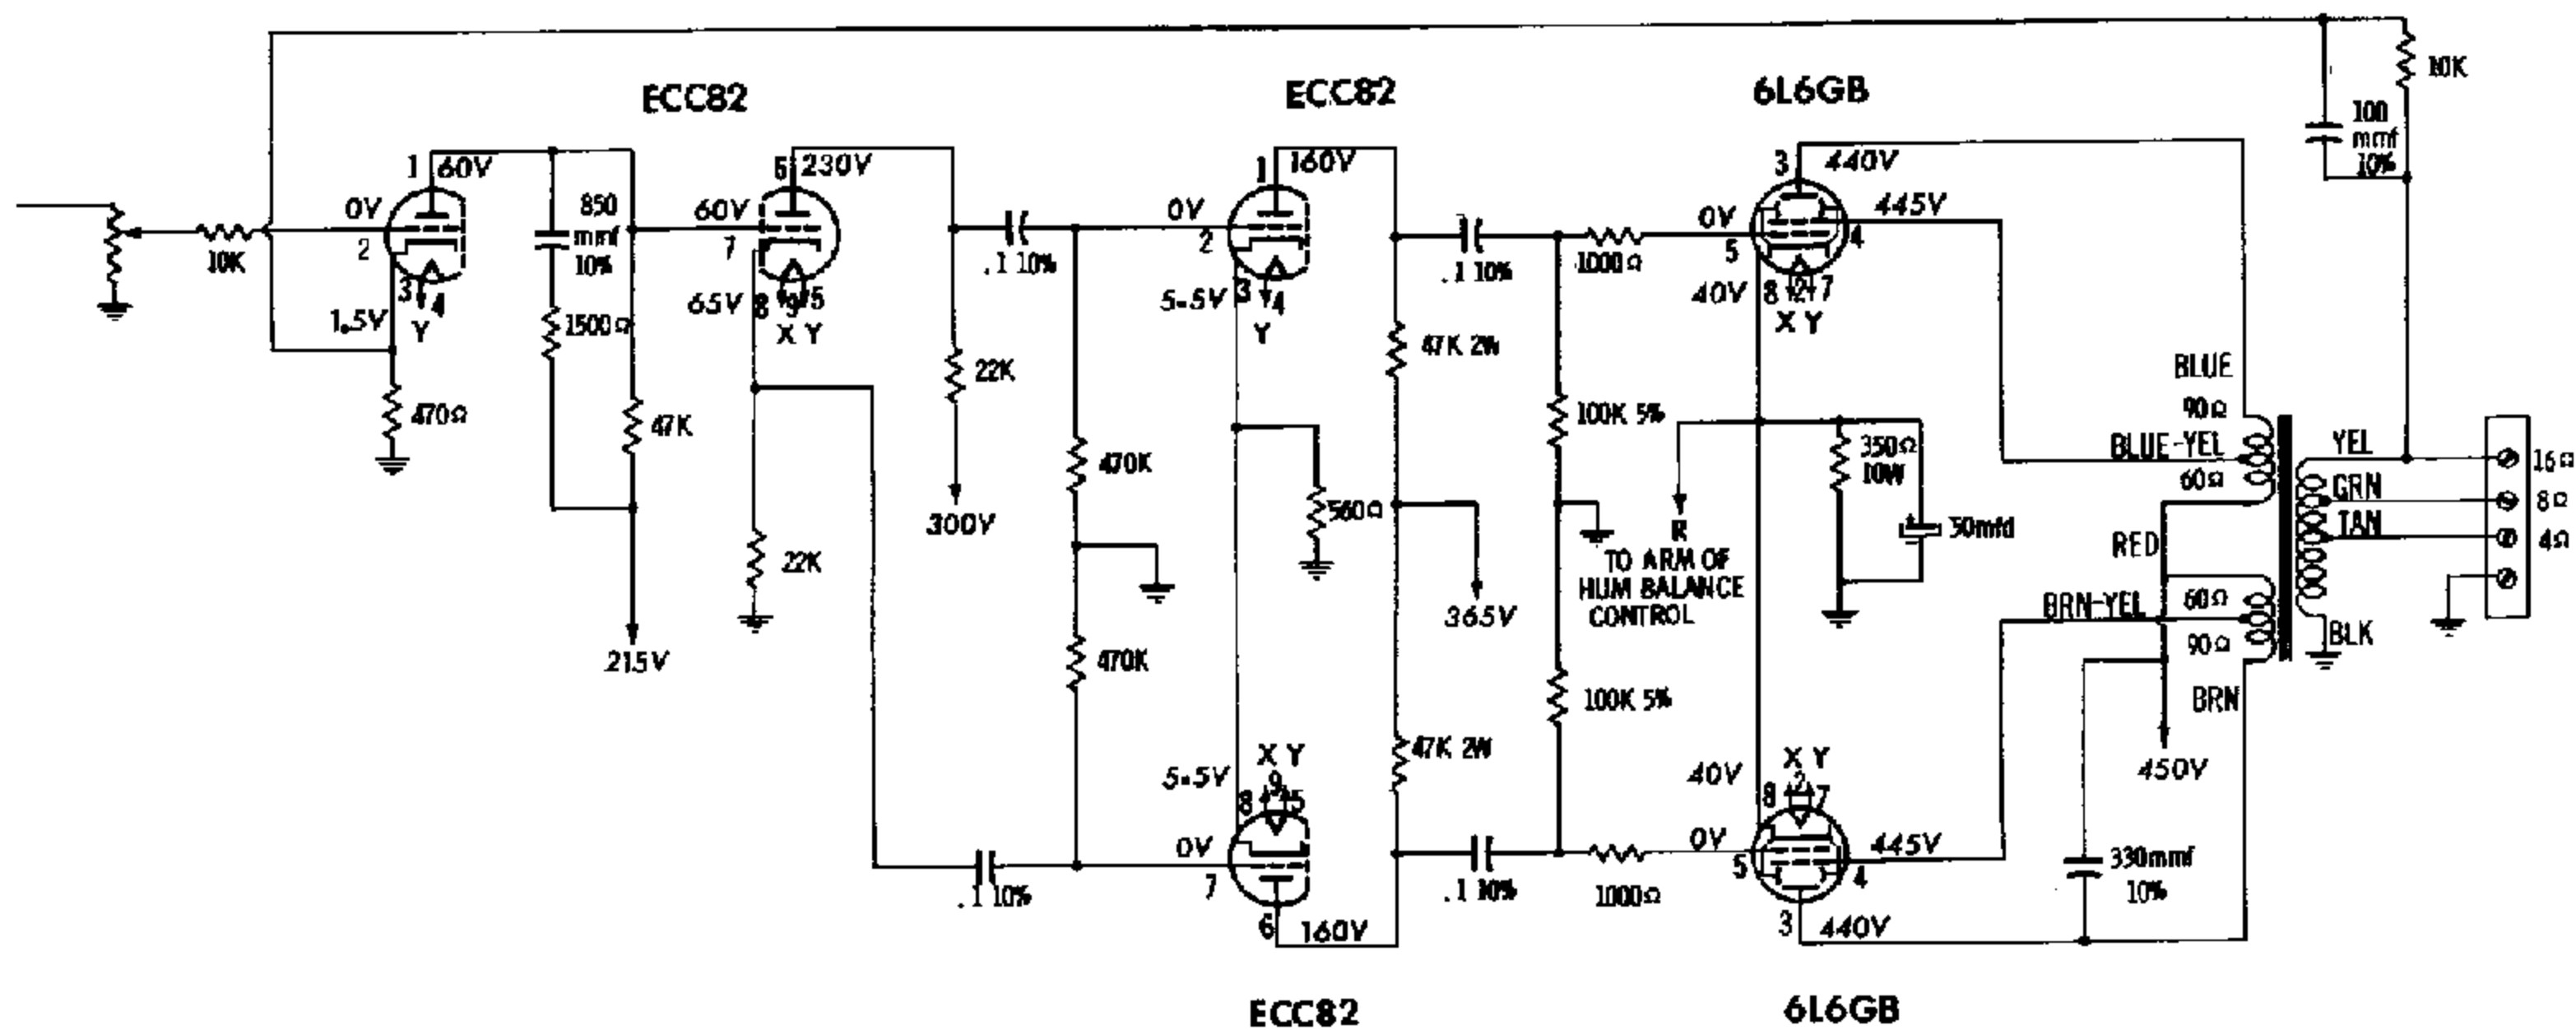 10K
100
mmf
10%
ECC82
ECC82
6L6GB
1
60V
6
230V
1
160V
3
440V
0V
2
850
mmf
10%
60V
7
0V
2
0V
5
445V
4
10K
.1 10%
.1 10%
1000Ω
3
4
1.5V
Y
1500Ω
65V
8
9
5
X Y
5.5V
3
4
Y
40V
8
2
7
X Y
47K 2W
22K
470Ω
47K
100K 5%
350Ω
10W
BLUE
90Ω
BLUE-YEL
60Ω
YEL
16Ω
GRN
8Ω
TAN
4Ω
470K
300V
560Ω
50mfd
R
TO ARM OF
HUM BALANCE
CONTROL
RED
22K
365V
BRN-YEL
60Ω
90Ω
BLK
215V
470K
100K 5%
BRN
X Y
9
8
5
5.5V
47K 2W
40V
X Y
2
8
7
450V
0V
7
0V
5
445V
4
330mmf
10%
.1 10%
.1 10%
1000Ω
6
160V
3
440V
ECC82
6L6GB